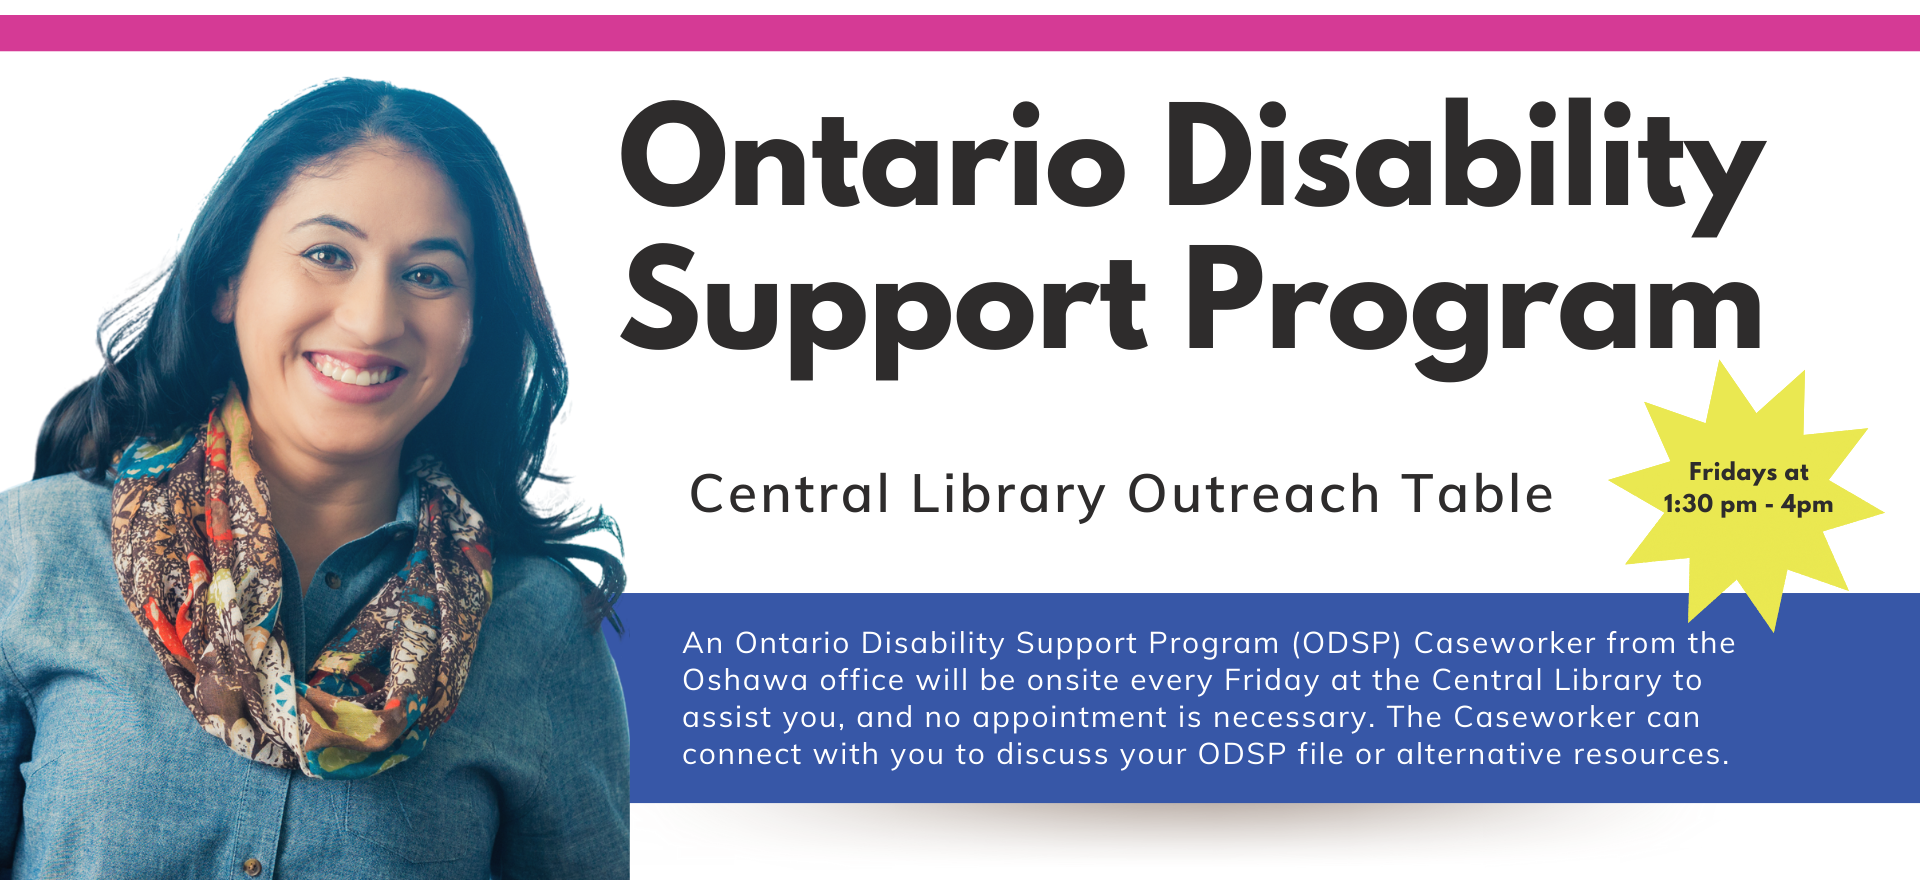 Ontario Disability
Support Program
Central Library Outreach Table
Fridays at
1:30 pm - 4pm
An Ontario Disability Support Program (ODSP) Caseworker from the
Oshawa office will be onsite every Friday at the Central Library to
assist you, and no appointment is necessary. The Caseworker can
connect with you to discuss your ODSP file or alternative resources.